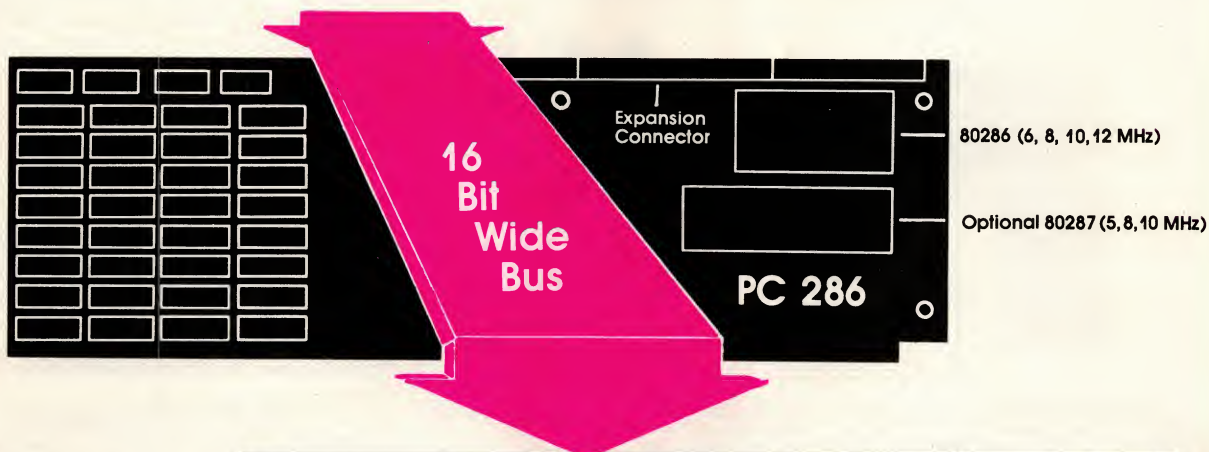 Expansion
Connector
80286 (6, 8, 10, 12 MHz)
16
Bit
Wide
Bus
Optional 80287 (5, 8, 10 MHz)
PC 286